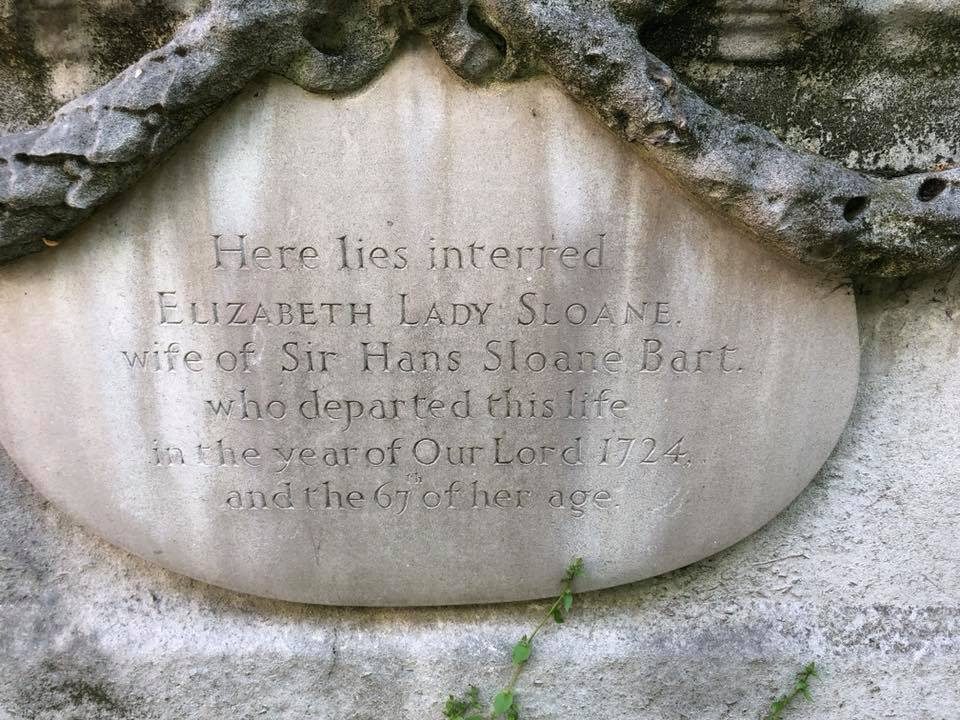 Here lies interred
ELIZABETH LADY SLOANE.
wife of Sir Hans Sloane Bart.
who departed this life
in the year of Our Lord 1724,
and the 67th of her age.